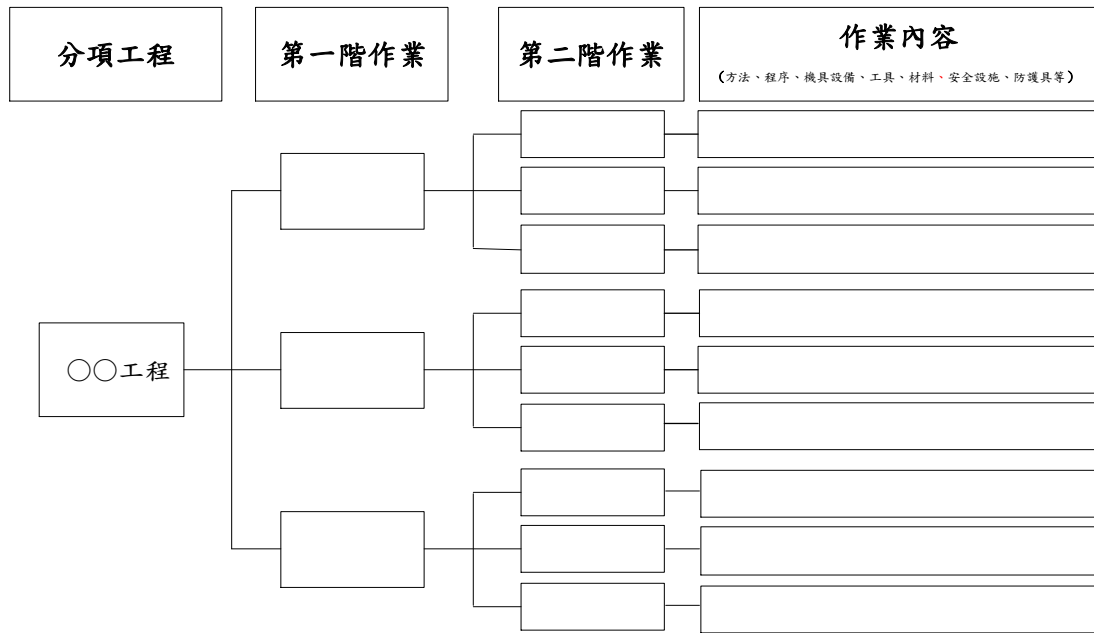 分項工程
第一階作業
第二階作業
作業內容
(方法、程序、機具設備、工具、材料、安全設施、防護具等)
○○工程